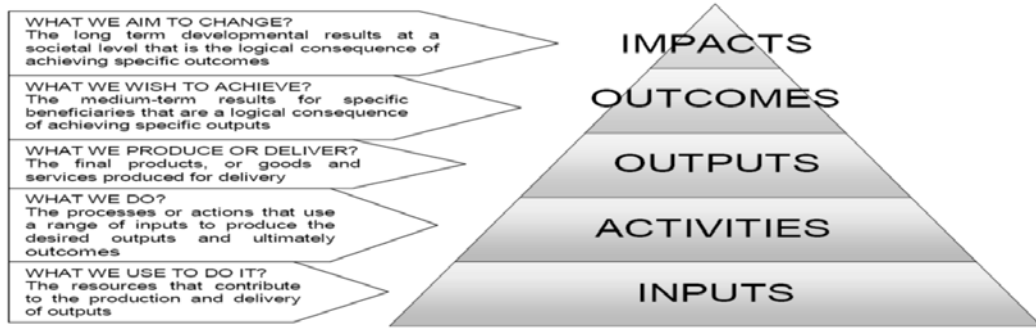 WHAT WE AIM TO CHANGE?
The long term developmental results at a
societal level that is the logical consequence of
achieving specific outcomes
IMPACTS
WHAT WE WISH TO ACHIEVE?
The medium-term results for specific
beneficiaries that are a logical consequence
of achieving specific outputs
OUTCOMES
WHAT WE PRODUCE OR DELIVER?
The final products, or goods and
services produced for delivery
OUTPUTS
WHAT WE DO?
The processes or actions that use
a range of inputs to produce the
desired outputs and ultimately
outcomes
ACTIVITIES
WHAT WE USE TO DO IT?
The resources that contribute
to the production and delivery
of outputs
INPUTS